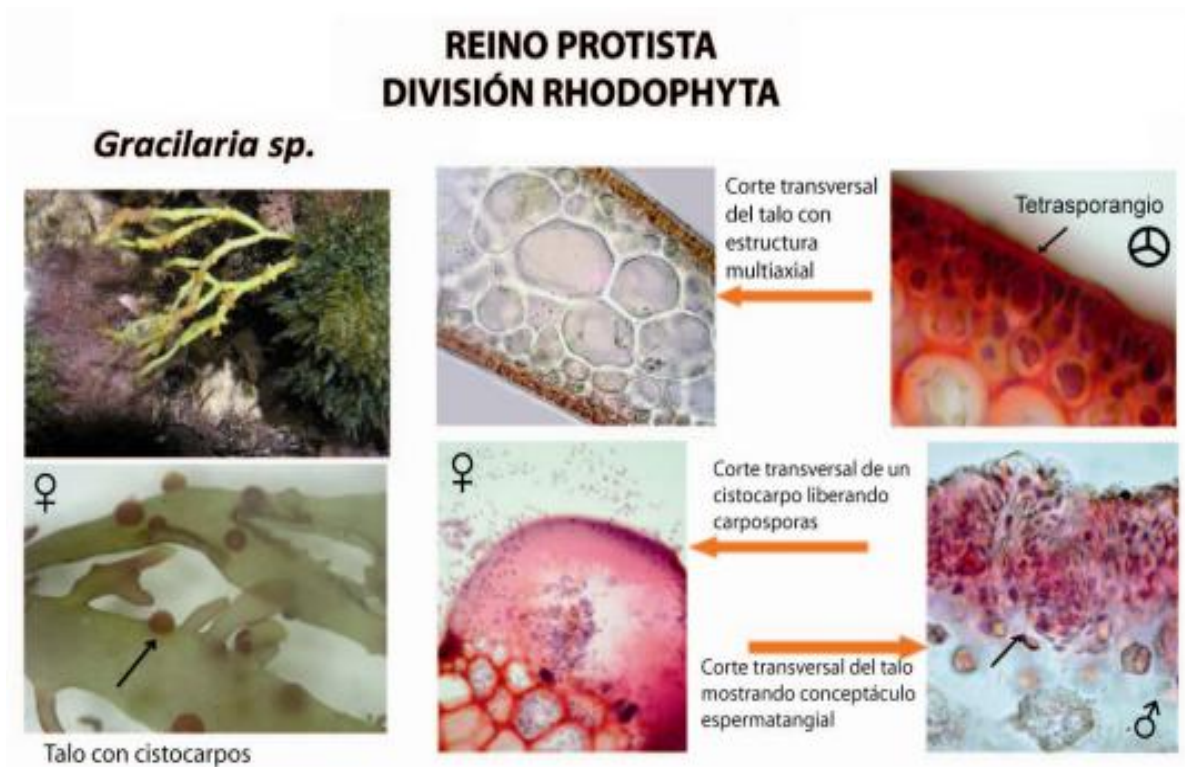 REINO PROTISTA
DIVISIÓN RHODOPHYTA
Gracilaria sp.
Corte transversal
del talo con
estructura
multiaxial
Tetrasporangio
Corte transversal de un
cistocarpo liberando
carposporas
Corte transversal del talo
mostrando conceptáculo
espermatangial
Talo con cistocarpos